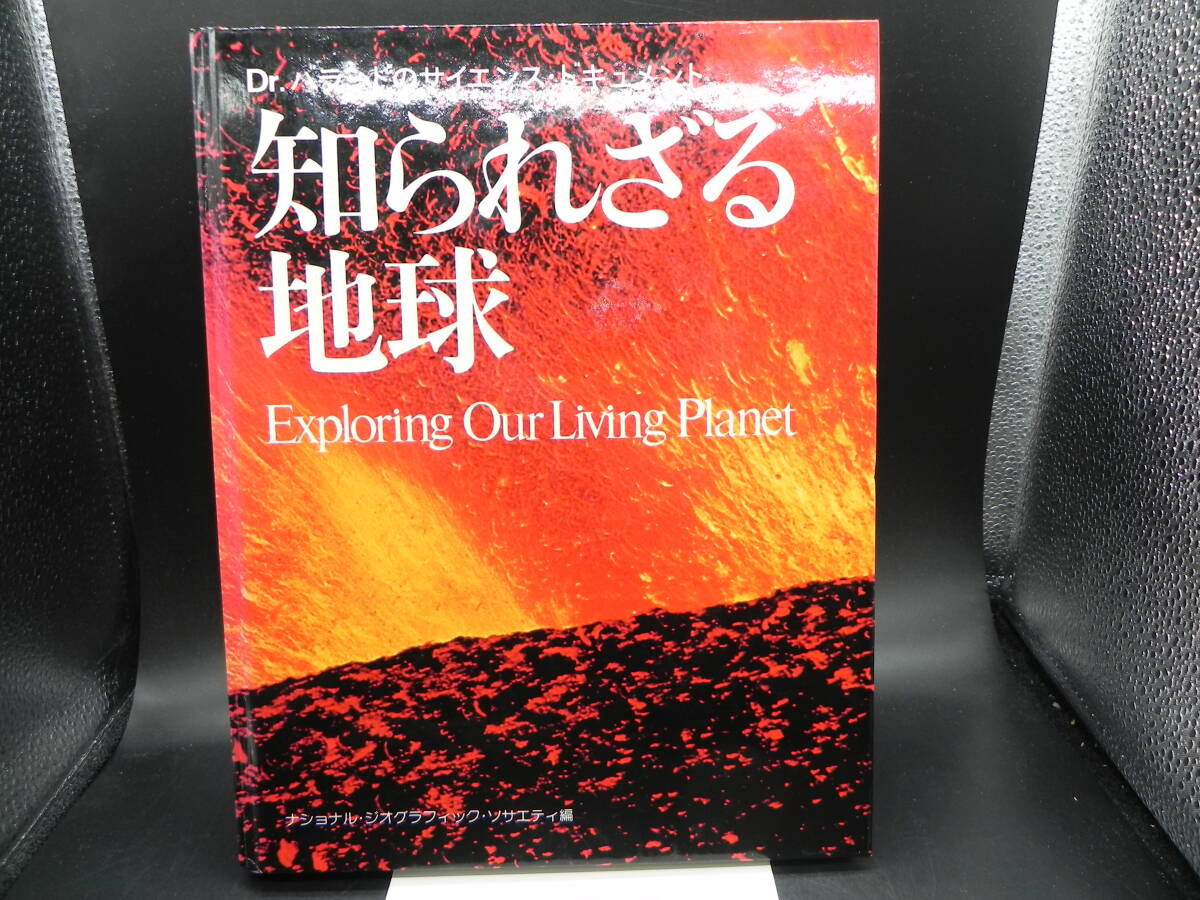 Dr.バラードのサイエンス・ドキュメント
知られざる
地球
Exploring Our Living Planet
ナショナル・ジオグラフィック・ソサエティ編